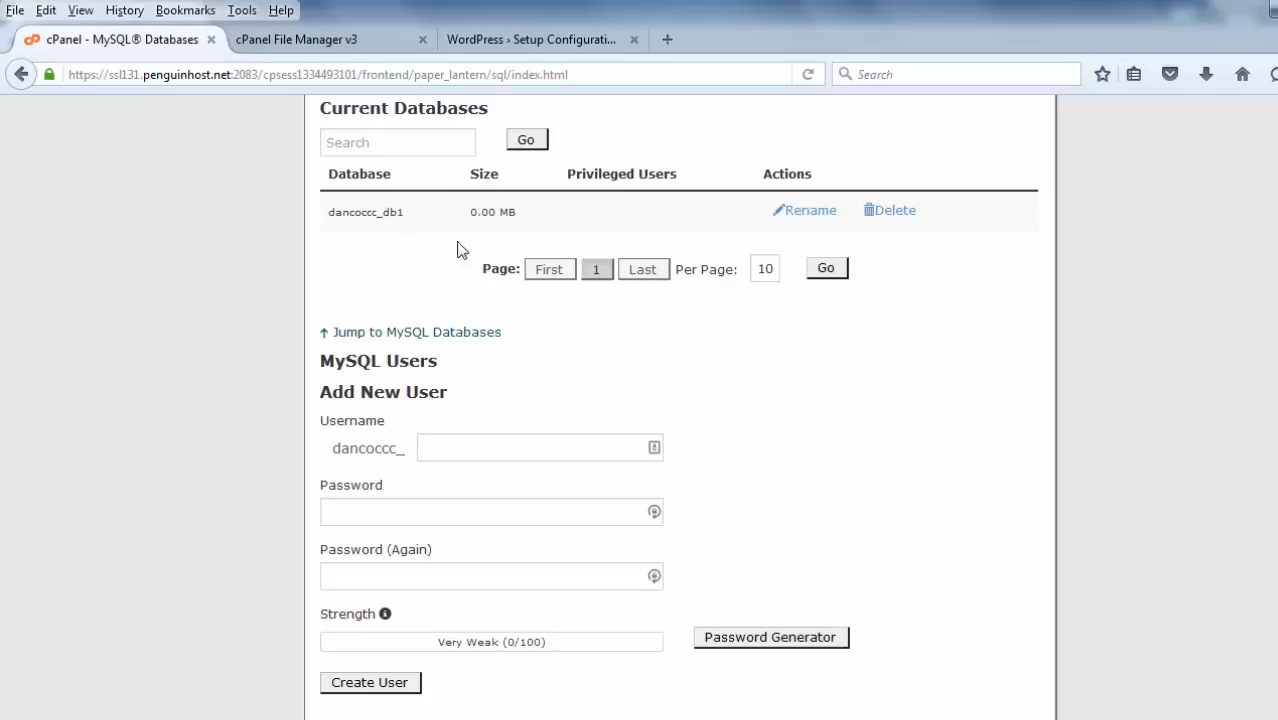 File Edit View History Bookmarks Tools Help
cPanel - MySQL® Databases × cPanel File Manager v3 × WordPress › Setup Configurati... × +
https://ssl131.penguinhost.net:2083/cpsess1334493101/frontend/paper_lantern/sql/index.html Search
Current Databases
Search Go
Database Size Privileged Users Actions
dancoccc_db1 0.00 MB Rename Delete
Page: First 1 Last Per Page: 10 Go
↑ Jump to MySQL Databases
MySQL Users
Add New User
Username
dancoccc_
Password
Password (Again)
Strength
Very Weak (0/100) Password Generator
Create User